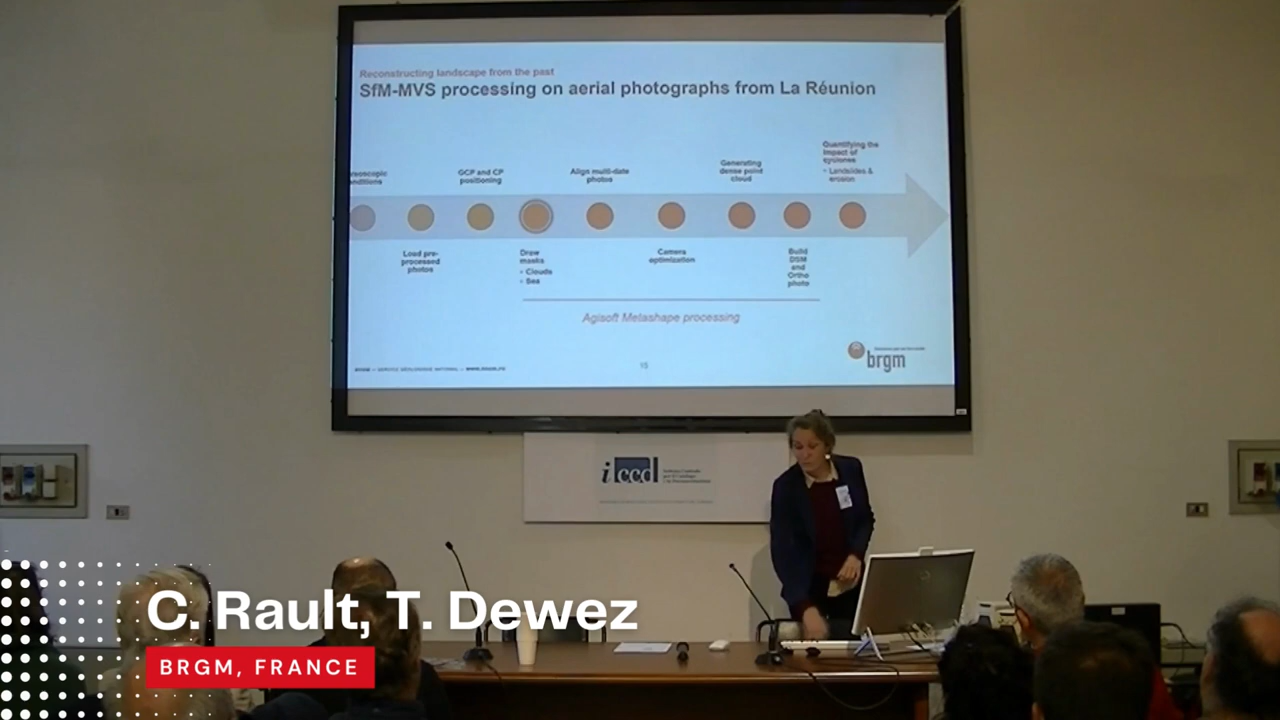 Reconstructing landscape from the past
SfM-MVS processing on aerial photographs from La Réunion
Quantifying the
impact of
cyclones
• Landslides &
erosion
Generating
dense point
cloud
Align multi-date
photos
GCP and CP
positioning
reoscopic
nditions
Load pre-
processed
photos
Draw
masks
• Clouds
• Sea
Camera
optimization
Build
DSM
and
Ortho
photo
Agisoft Metashape processing
15
brgm
iccd
C. Rault, T. Dewez
BRGM, FRANCE